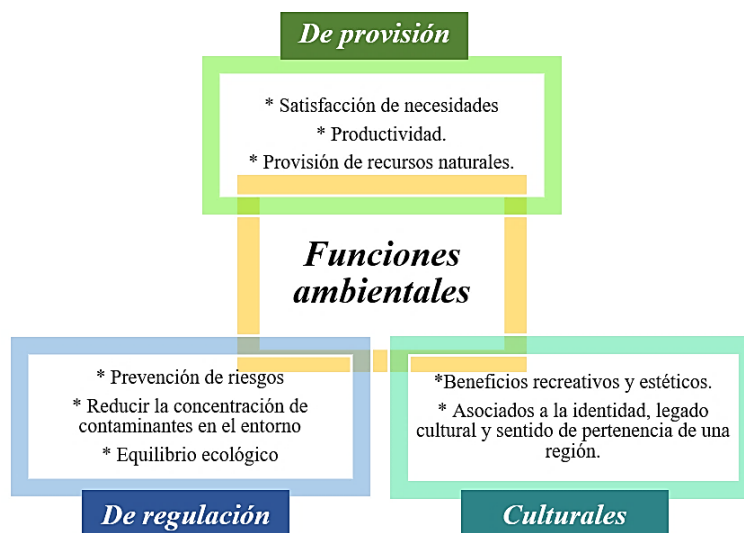 De provisión
* Satisfacción de necesidades
* Productividad.
* Provisión de recursos naturales.
Funciones
ambientales
* Prevención de riesgos
* Reducir la concentración de
contaminantes en el entorno
* Equilibrio ecológico
De regulación
*Beneficios recreativos y estéticos.
* Asociados a la identidad, legado
cultural y sentido de pertenencia de una
región.
Culturales